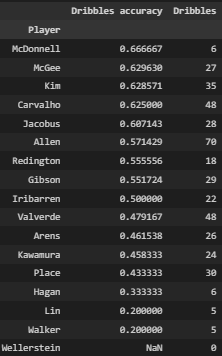 Dribbles accuracy Dribbles
Player
McDonnell 0.666667 6
McGee 0.629630 27
Kim 0.628571 35
Carvalho 0.625000 48
Jacobus 0.607143 28
Allen 0.571429 70
Redington 0.555556 18
Gibson 0.551724 29
Iribarren 0.500000 22
Valverde 0.479167 48
Arens 0.461538 26
Kawamura 0.458333 24
Place 0.433333 30
Hagan 0.333333 6
Lin 0.200000 5
Walker 0.200000 5
Wellerstein NaN 0